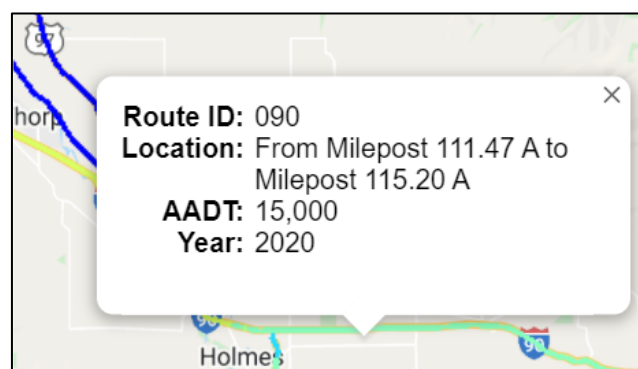 97
horp
Route ID: 090
Location: From Milepost 111.47 A to
Milepost 115.20 A
AADT: 15,000
Year: 2020
90
90
Holmes